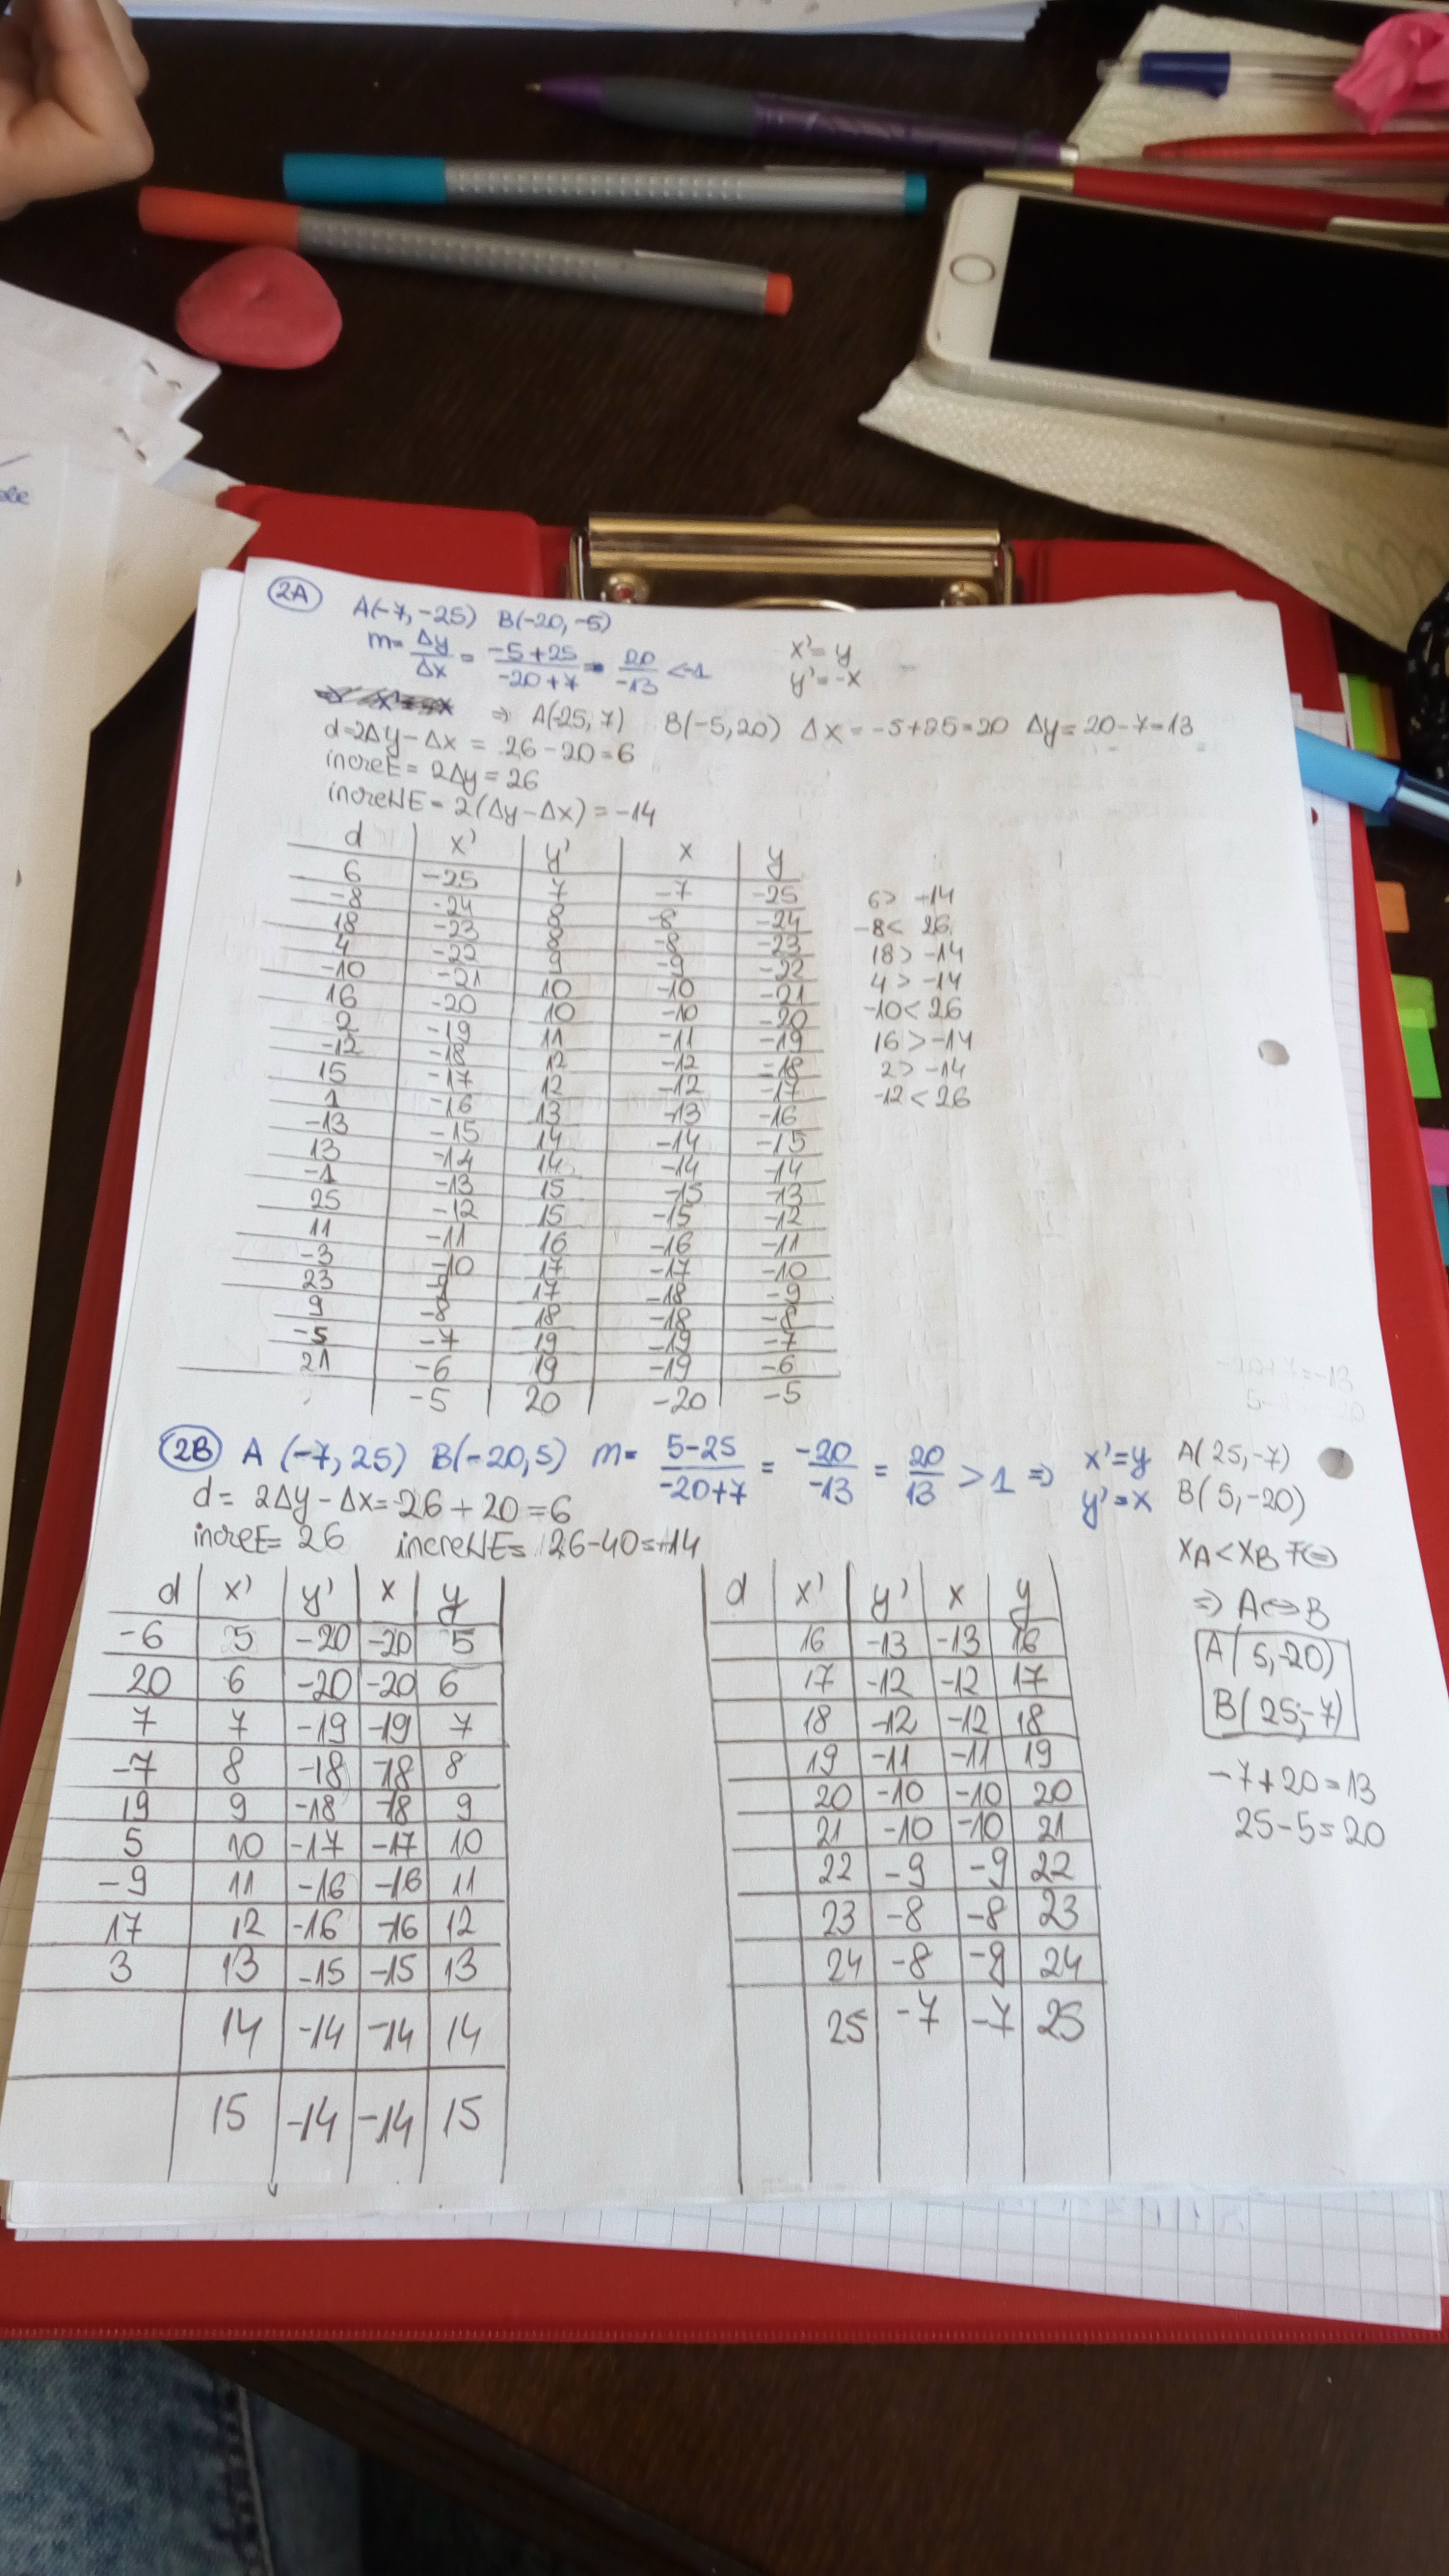 2A A(-7,-25) B(-20,-5)
m= Δy/Δx = -5+25/-20+7 = 20/-13 <-1
x'=y
y'=-x
⇒ A(-25,7) B(-5,20) Δx=-5+25=20 Δy=20-7=13
d=2Δy-Δx = 26-20=6
increE= 2Δy=26
increNE= 2(Δy-Δx)=-14
d x' y' x y
6 -25 7 -7 -25
-8 -24 8 -8 -24
18 -23 8 -8 -23
4 -22 9 -9 -22
-10 -21 10 -10 -21
16 -20 10 -10 -20
2 -19 11 -11 -19
-12 -18 12 -12 -18
15 -17 12 -12 -17
1 -16 13 -13 -16
-13 -15 14 -14 -15
13 -14 14 -14 -14
-1 -13 15 -15 -13
25 -12 15 -15 -12
11 -11 16 -16 -11
-3 -10 17 -17 -10
23 -9 17 -18 -9
9 -8 18 -18 -8
-5 -7 19 -19 -7
21 -6 19 -19 -6
-5 20 -20 -5
6> +14
-8< 26
18> -14
4> -14
-10<26
16>-14
2> -14
-12<26
2B A (-7,25) B(-20,5) m= 5-25/-20+7 = -20/-13 = 20/13 >1 ⇒ x'=y A(25,-7)
y'=x B(5,-20)
d= 2Δy-Δx=-26+20=6
increE= 26 increNE= 26-40=-14
XA<XB
⇒ A⇔B
A(5,-20)
B(25,-7)
-7+20=13
25-5=20
d x' y' x y
-6 5 -20 -20 5
20 6 -20 -20 6
7 7 -19 -19 7
-7 8 -18 -18 8
19 9 -18 -18 9
5 10 -17 -17 10
-9 11 -16 -16 11
17 12 -16 -16 12
3 13 -15 -15 13
14 -14 -14 14
15 -14 -14 15
d x' y' x y
16 -13 -13 16
17 -12 -12 17
18 -12 -12 18
19 -11 -11 19
20 -10 -10 20
21 -10 -10 21
22 -9 -9 22
23 -8 -8 23
24 -8 -8 24
25 -7 -7 25